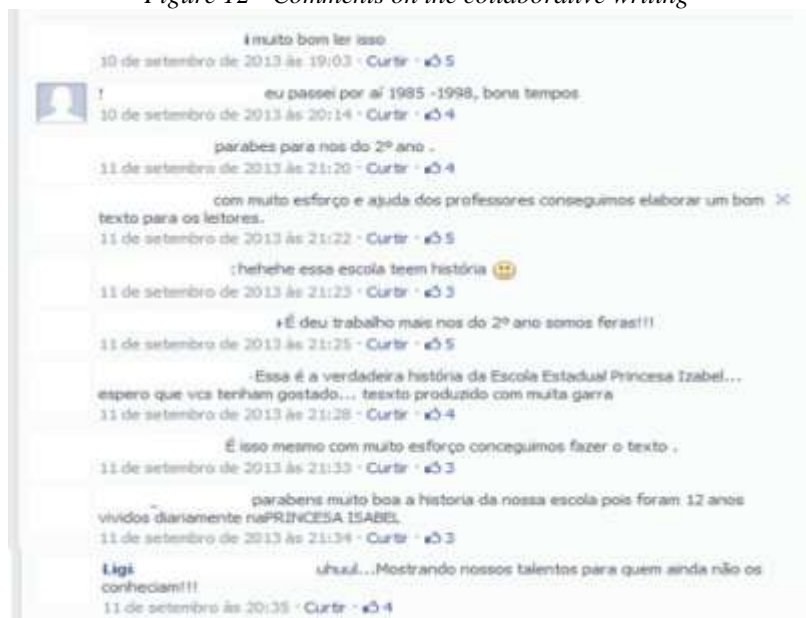 Figure 12 - Comments on the collaborative writing
muito bom ler isso
10 de setembro de 2013 às 19:03 · Curtir · 5
eu passei por aí 1985 -1998, bons tempos
10 de setembro de 2013 às 20:14 · Curtir · 4
parabes para nos do 2º ano .
11 de setembro de 2013 às 21:20 · Curtir · 4
com muito esforço e ajuda dos professores conseguimos elaborar um bom
texto para os leitores.
11 de setembro de 2013 às 21:22 · Curtir · 5
: hehehe essa escola teem história
11 de setembro de 2013 às 21:23 · Curtir · 3
É deu trabalho mais nos do 2º ano somos feras!!!
11 de setembro de 2013 às 21:25 · Curtir · 5
Essa é a verdadeira história da Escola Estadual Princesa Izabel...
espero que vcs tenham gostado... tesxto produzido com muita garra
11 de setembro de 2013 às 21:28 · Curtir · 4
É isso mesmo com muito esforço conceguimos fazer o texto .
11 de setembro de 2013 às 21:33 · Curtir · 3
parabens muito boa a historia da nossa escola pois foram 12 anos
vividos diariamente naPRINCESA ISABEL
11 de setembro de 2013 às 21:34 · Curtir · 3
Ligi uhuul...Mostrando nossos talentos para quem ainda não os
conheciam!!!
11 de setembro às 20:35 · Curtir · 4